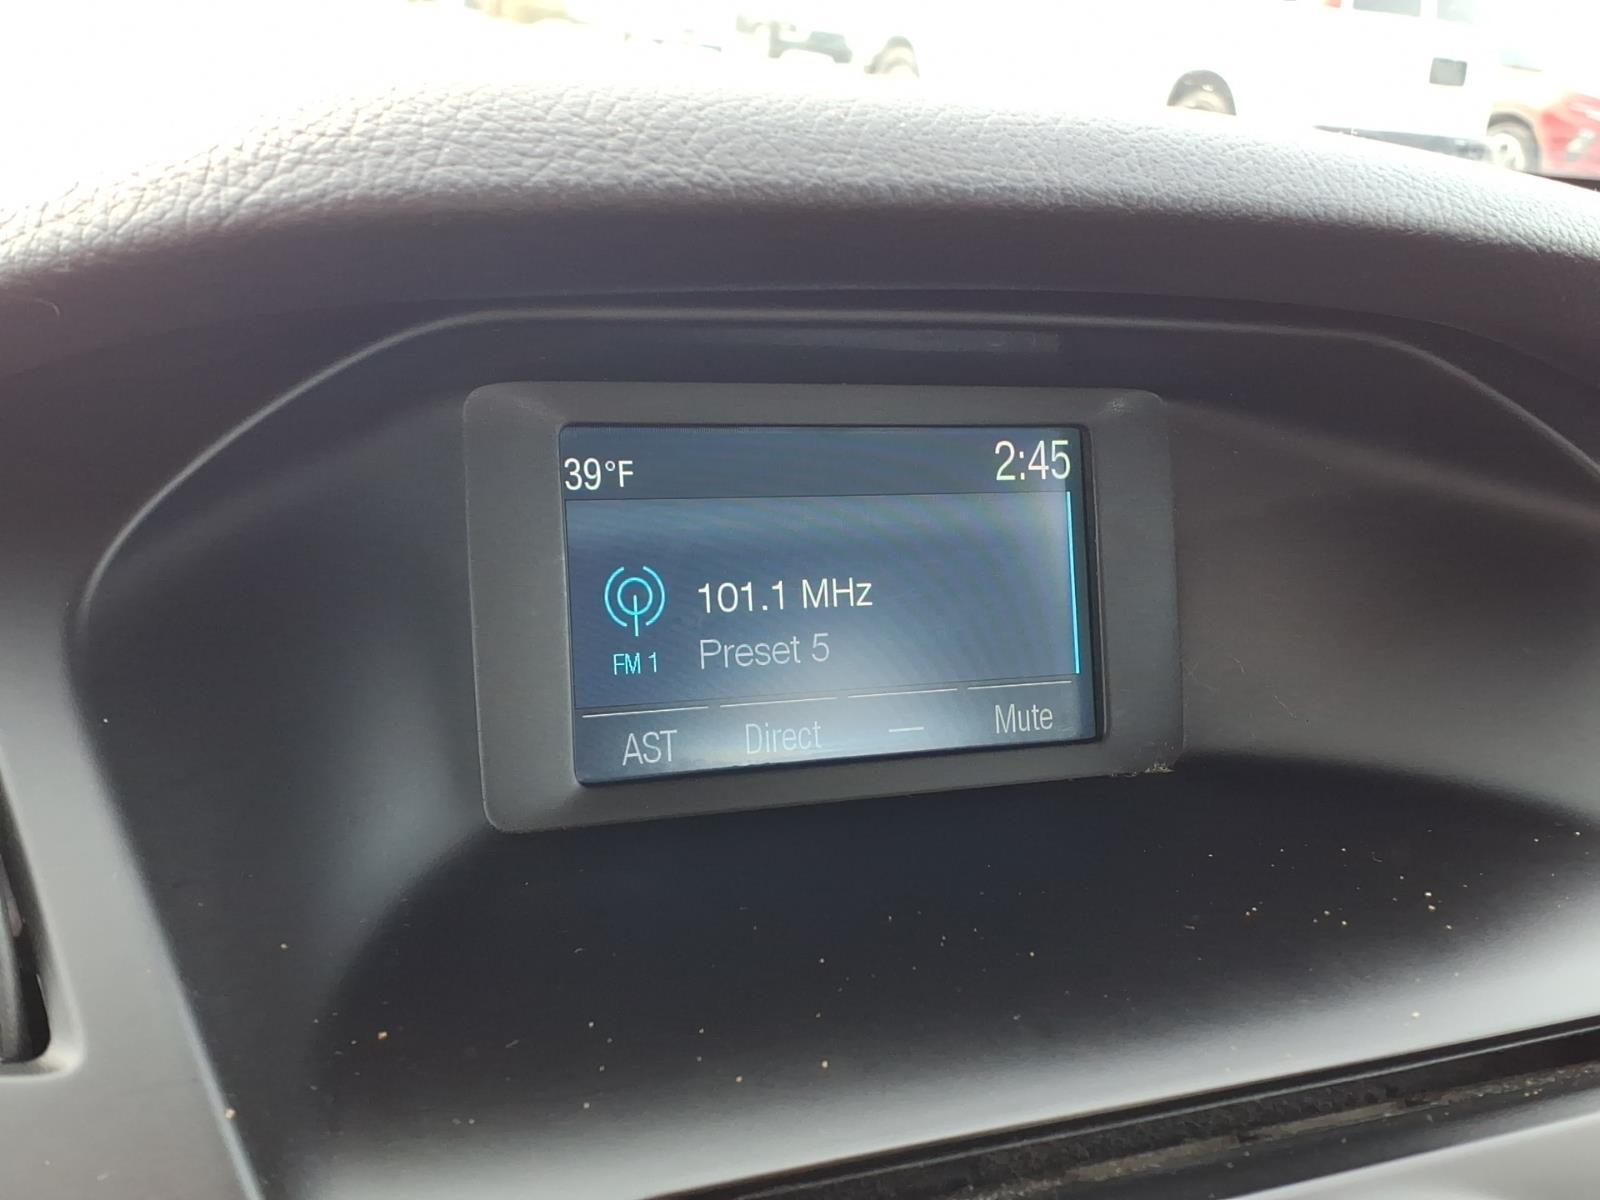 39°F 2:45
101.1 MHz
FM 1 Preset 5
AST Direct — Mute